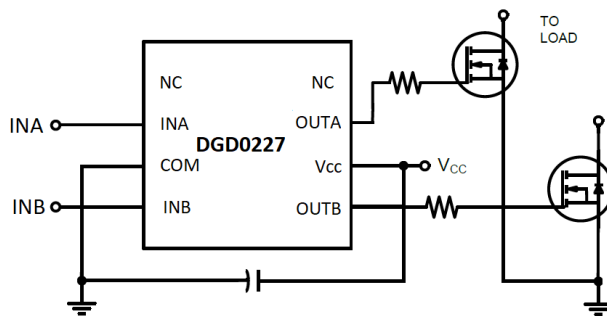 TO
LOAD
NC
NC
INA
INA
OUTA
DGD0227
COM
Vcc
VCC
INB
INB
OUTB